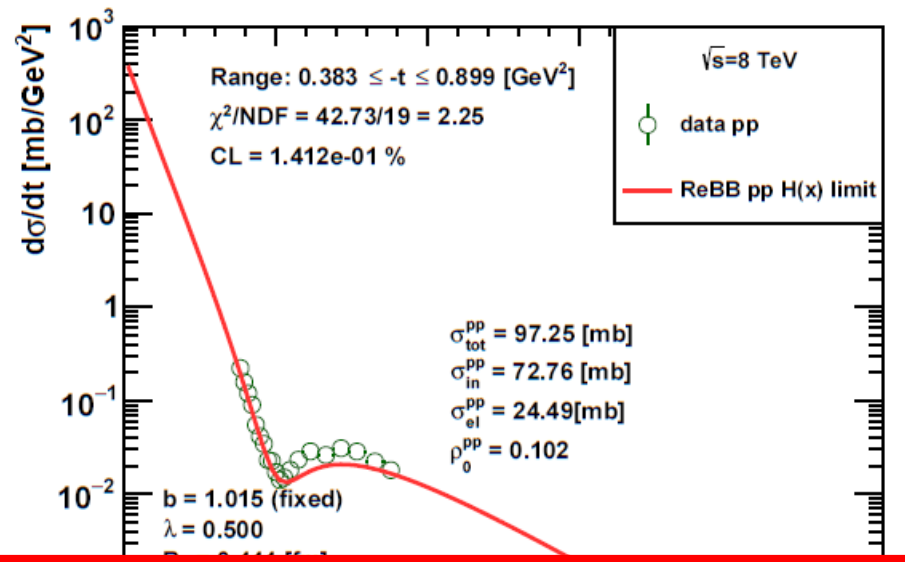 dσ/dt [mb/GeV²]
10³
10²
10
1
10⁻¹
10⁻²
Range: 0.383 ≤ -t ≤ 0.899 [GeV²]
χ²/NDF = 42.73/19 = 2.25
CL = 1.412e-01 %
√s=8 TeV
data pp
ReBB pp H(x) limit
σ_tot^pp = 97.25 [mb]
σ_in^pp = 72.76 [mb]
σ_el^pp = 24.49[mb]
ρ_0^pp = 0.102
b = 1.015 (fixed)
λ = 0.500